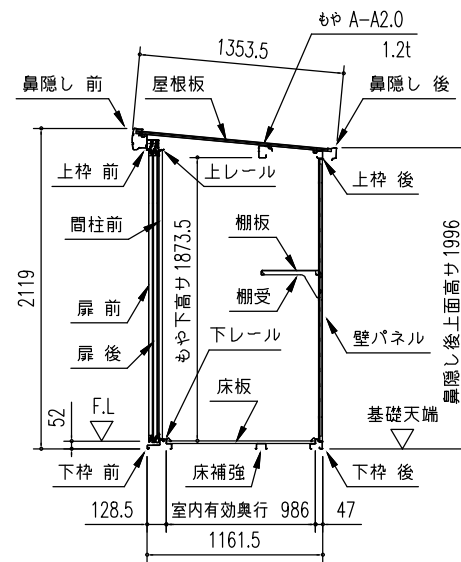 もや A-A2.0
1353.5
1.2t
鼻隠し 前
屋根板
鼻隠し 後
上枠 前
上レール
上枠 後
間柱前
棚板
もや下高サ1873.5
棚受
2119
扉 前
鼻隠し後上面高サ1996
下レール
壁パネル
扉 後
52
F.L
床板
基礎天端
下枠 前
床補強
下枠 後
128.5
室内有効奥行 986
47
1161.5